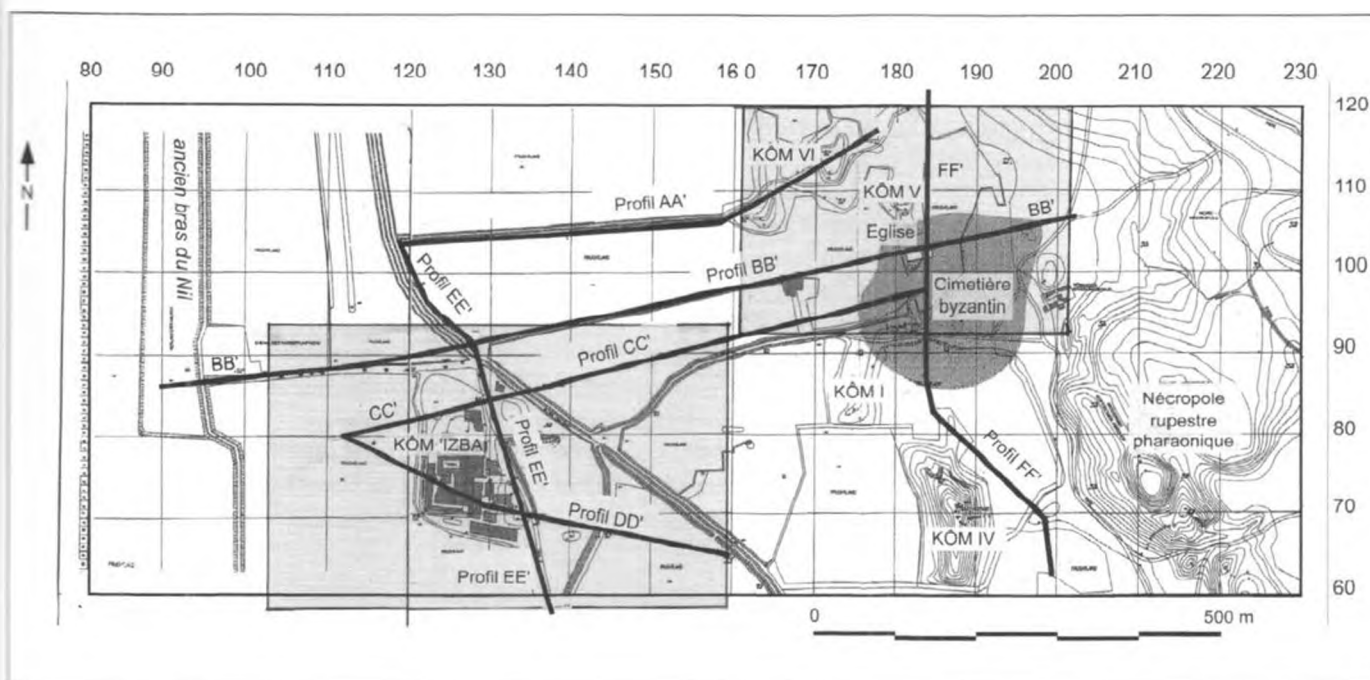 80 90 100 110 120 130 140 150 160 170 180 190 200 210 220 230
120
110
100
90
80
70
60
N
ancien bras du Nil
KÔM VI
FF'
KÔM V
Profil AA'
BB'
Eglise
Profil EE'
Profil BB'
Cimetière
byzantin
Profil CC'
BB'
KÔM I
Nécropole
rupestre
pharaonique
CC'
KÔM 'IZBA
Profil EE'
Profil FF'
Profil DD'
KÔM IV
Profil EE'
0 500 m